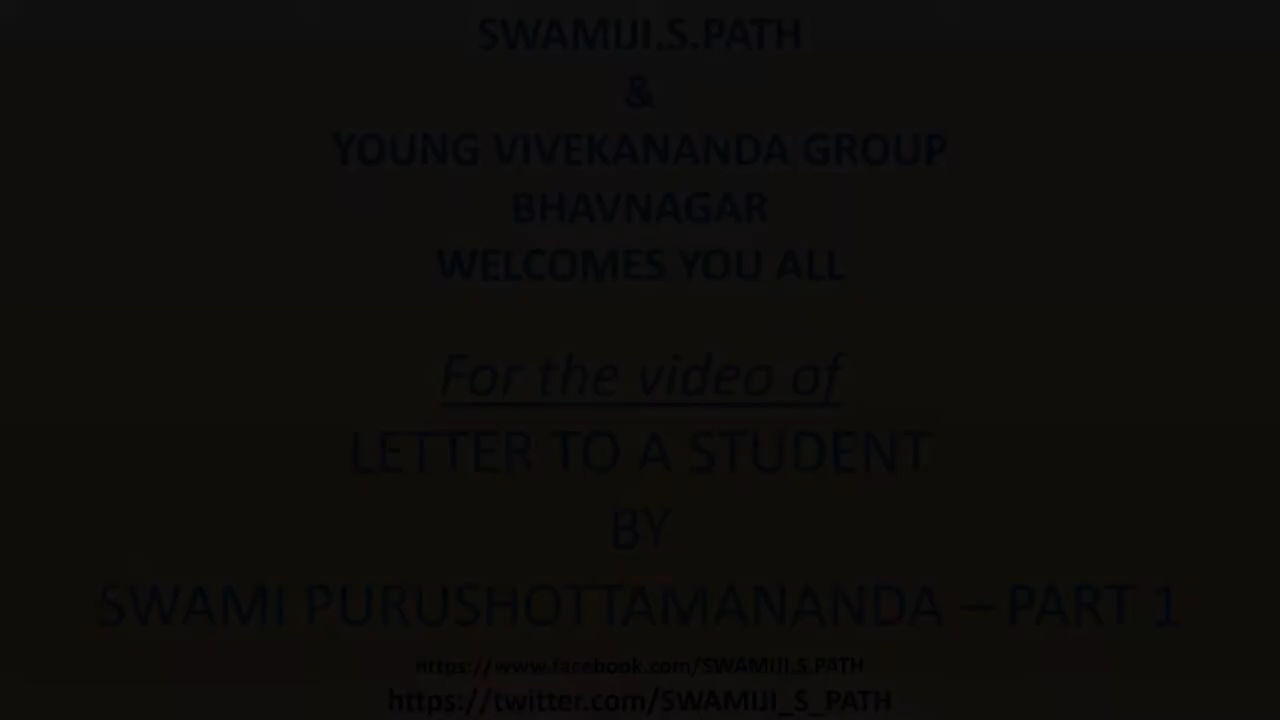 SWAMIJI.S.PATH
&
YOUNG VIVEKANANDA GROUP
BHAVNAGAR
WELCOMES YOU ALL
For the video of
LETTER TO A STUDENT
BY
SWAMI PURUSHOTTAMANANDA – PART 1
https://www.facebook.com/SWAMIJI.S.PATH
https://twitter.com/SWAMIJI_S_PATH